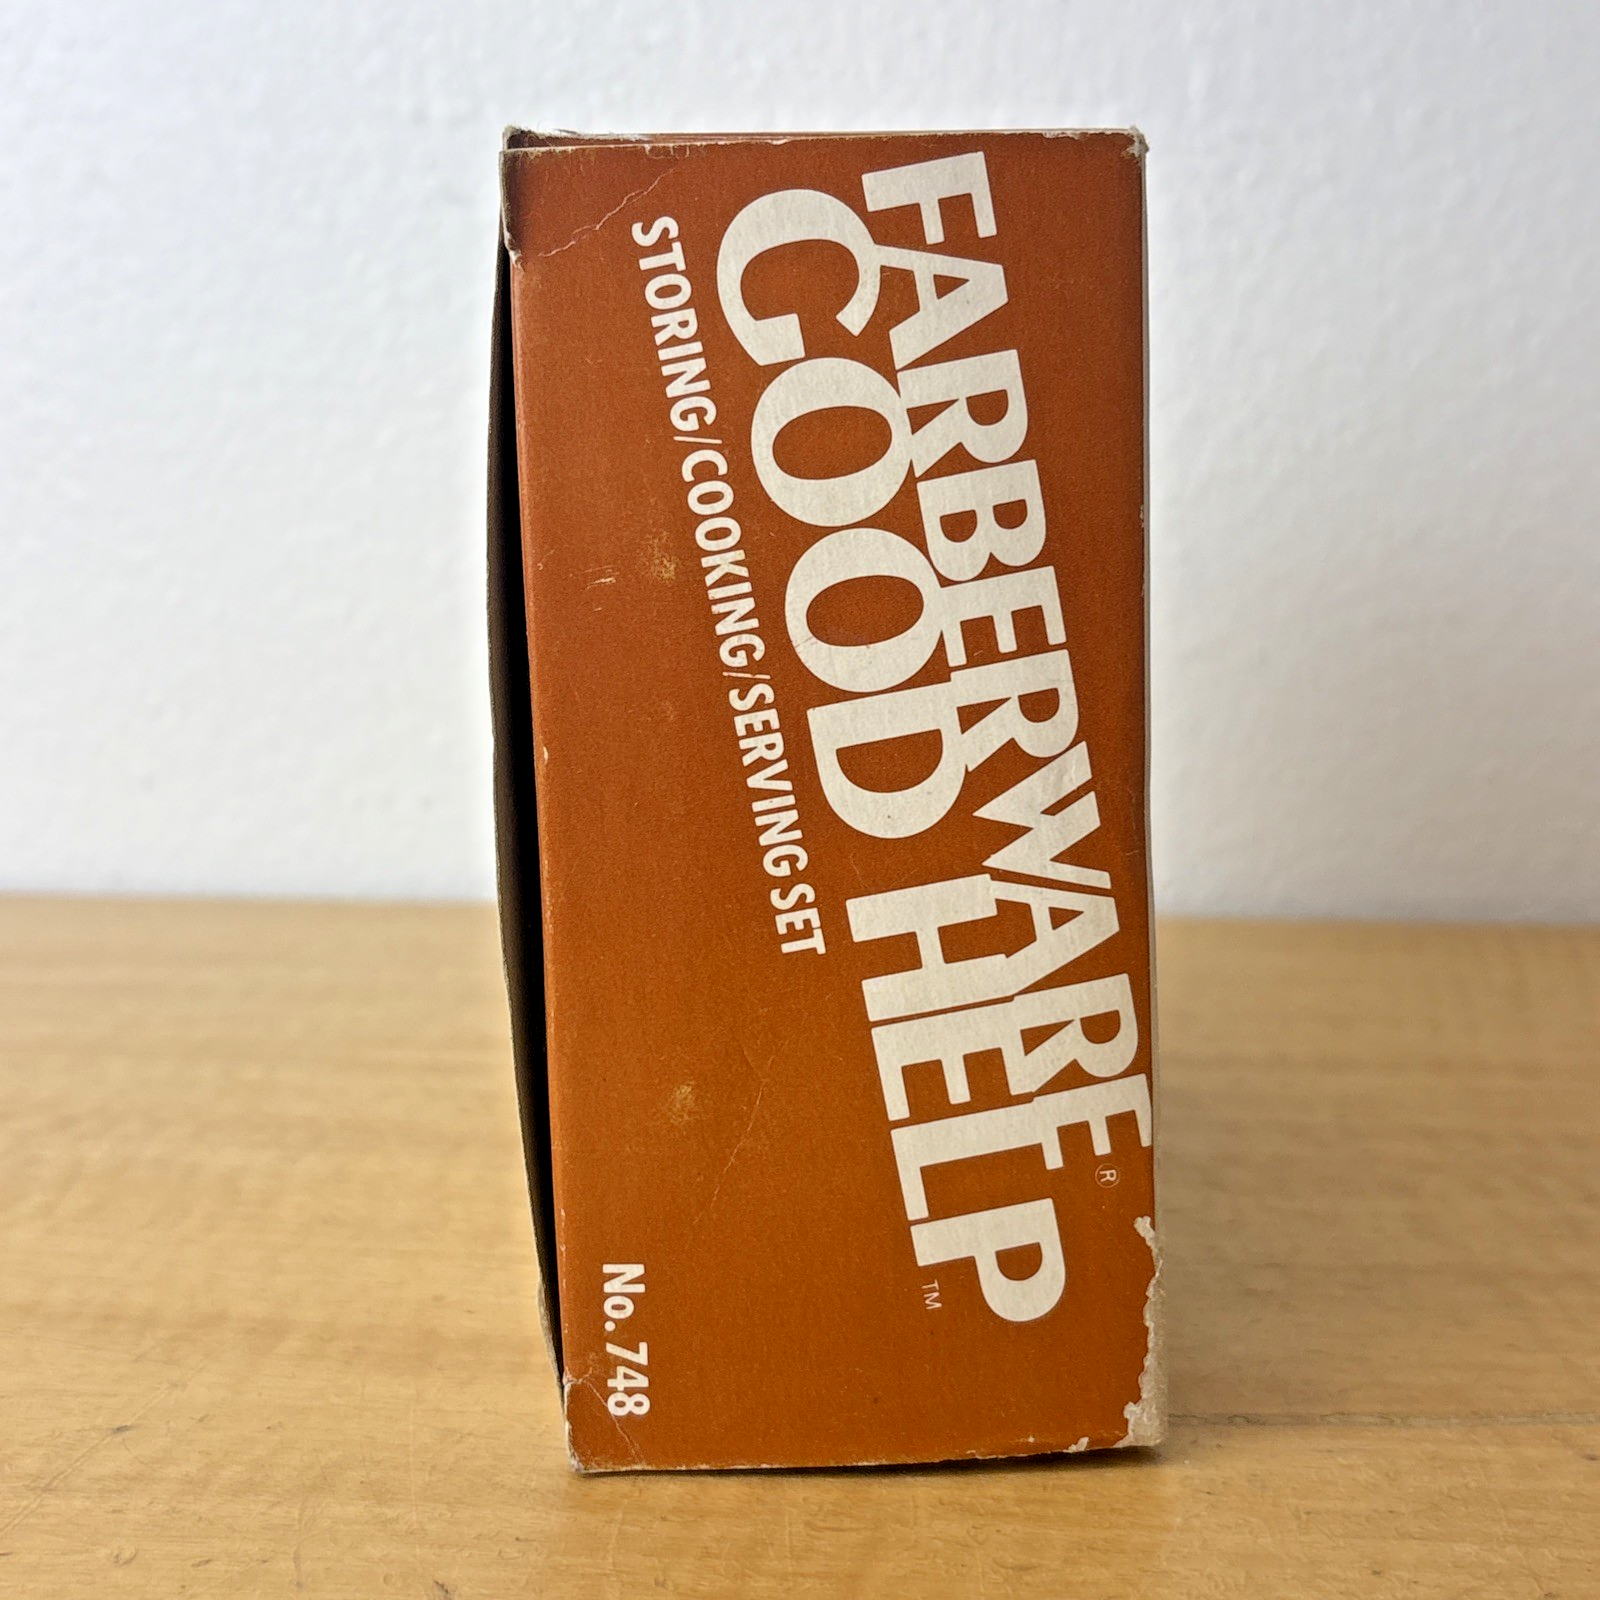 FARBERWARE®
GOOD HELP™
STORING/COOKING/SERVING SET
No. 748